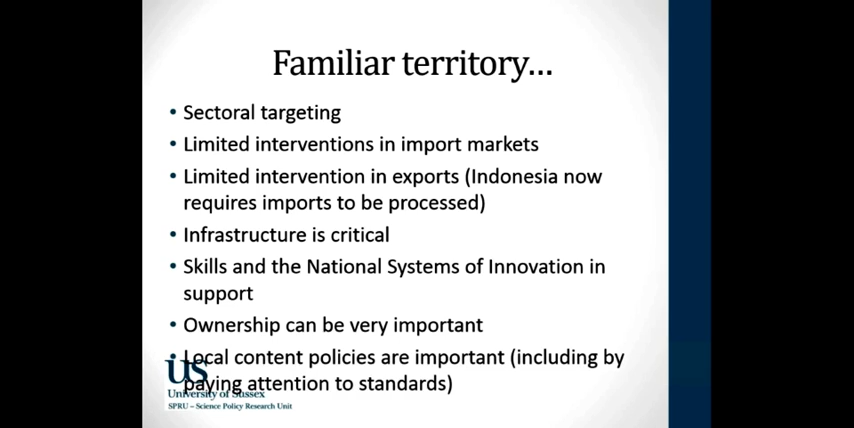 Familiar territory...
• Sectoral targeting
• Limited interventions in import markets
• Limited intervention in exports (Indonesia now
requires imports to be processed)
• Infrastructure is critical
• Skills and the National Systems of Innovation in
support
• Ownership can be very important
• Local content policies are important (including by
paying attention to standards)
US
University of Sussex
SPRU – Science Policy Research Unit